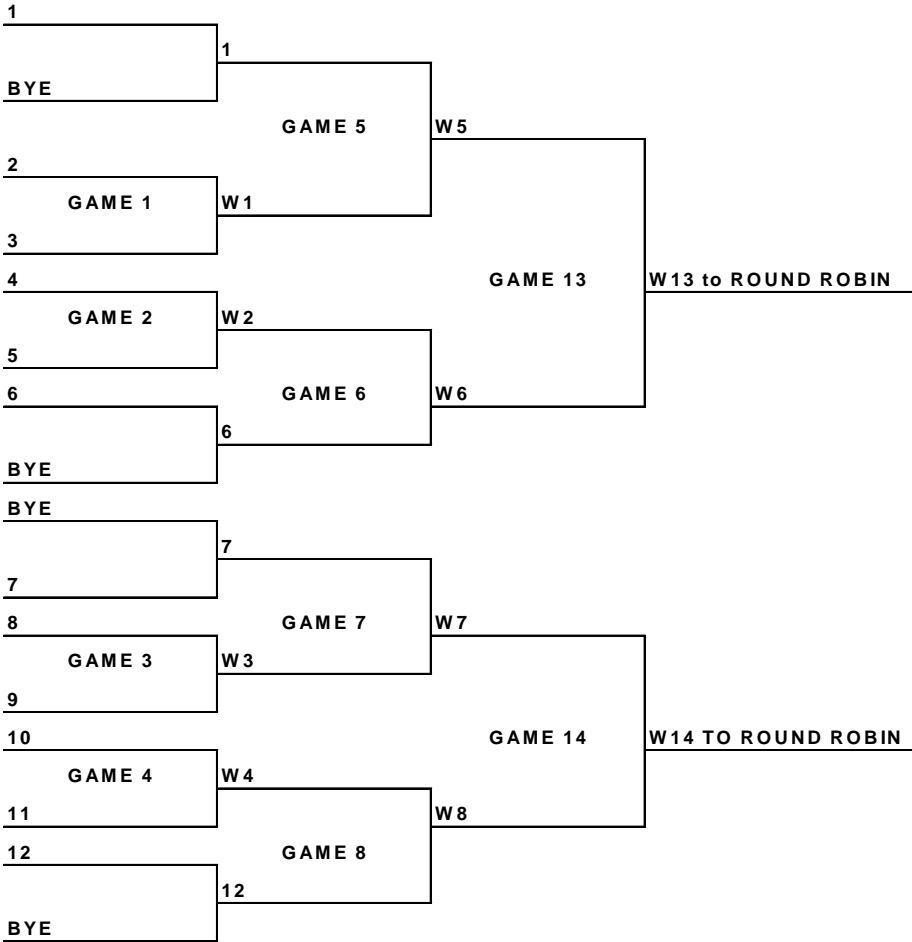 1
1
BYE
GAME 5
W5
2
GAME 1
W1
3
4
GAME 13
W13 to ROUND ROBIN
GAME 2
W2
5
6
GAME 6
W6
6
BYE
BYE
7
7
8
GAME 7
W7
GAME 3
W3
9
10
GAME 14
W14 TO ROUND ROBIN
GAME 4
W4
11
W8
12
GAME 8
12
BYE